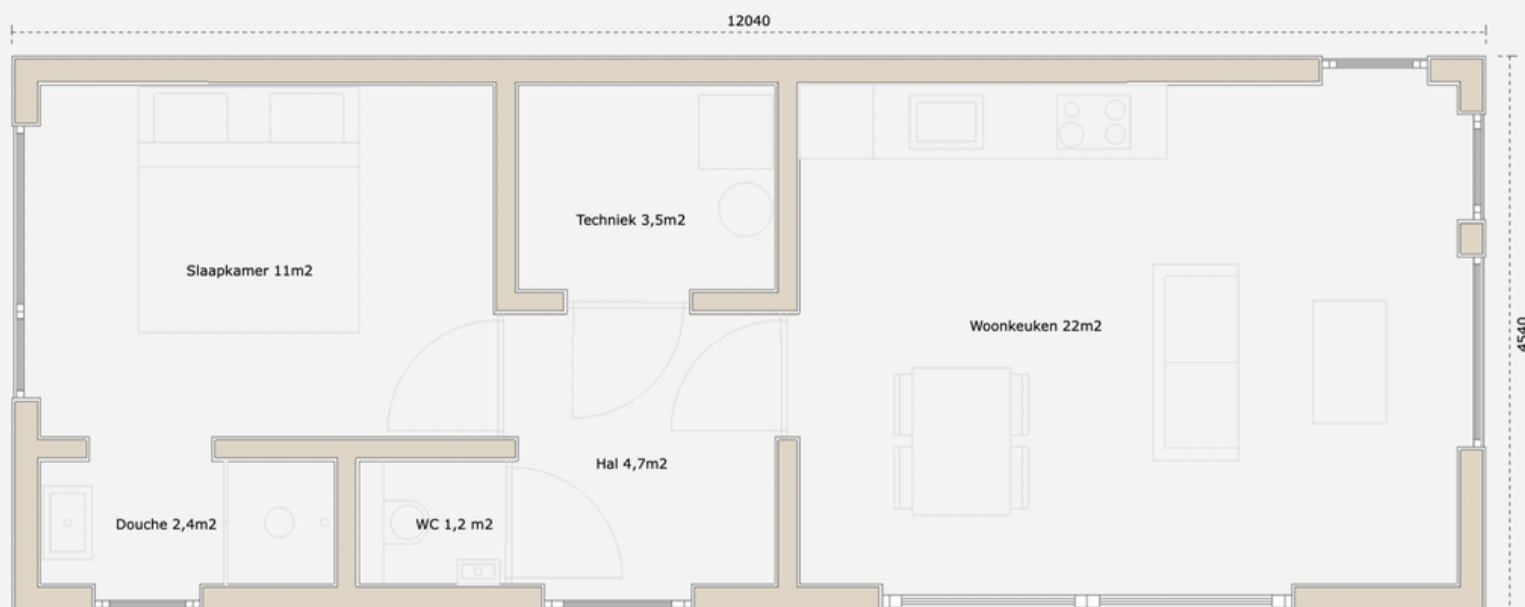 12040
Techniek 3,5m2
Slaapkamer 11m2
Woonkeuken 22m2
4540
Hal 4,7m2
Douche 2,4m2
WC 1,2 m2